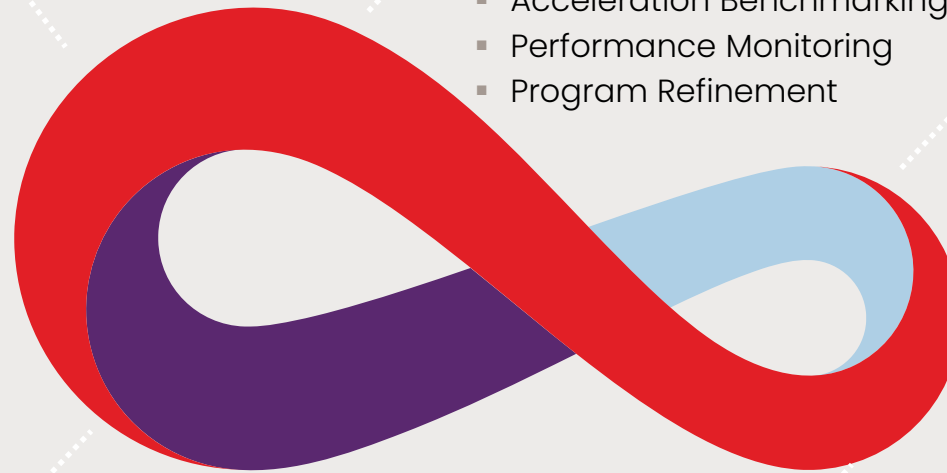 Acceleration Benchmarking
Performance Monitoring
Program Refinement